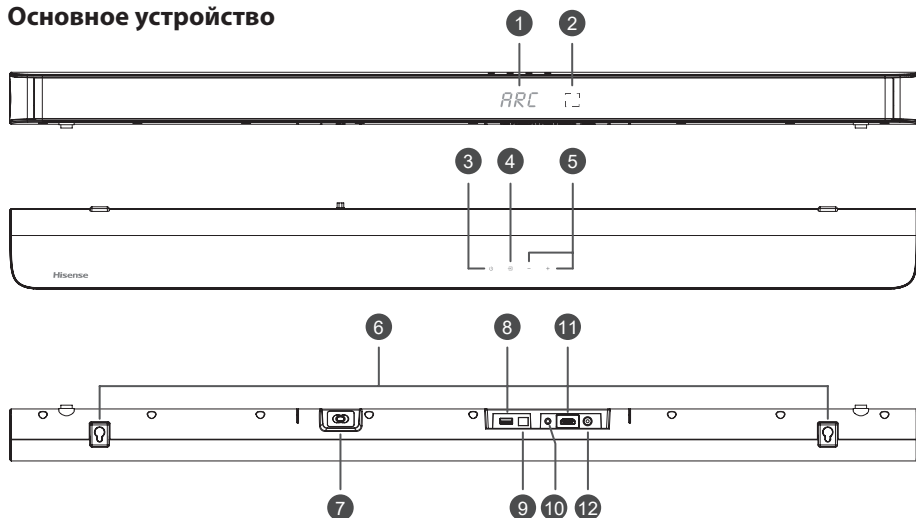 Основное устройство
1 2
ARC
3 4 5
- +
Hisense
6 8 11
7 9 10 12